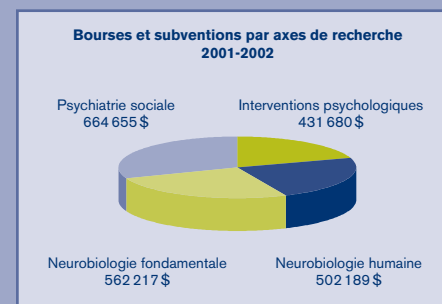 Bourses et subventions par axes de recherche
2001-2002
Psychiatrie sociale
664 655 $
Interventions psychologiques
431 680 $
Neurobiologie fondamentale
562 217 $
Neurobiologie humaine
502 189 $